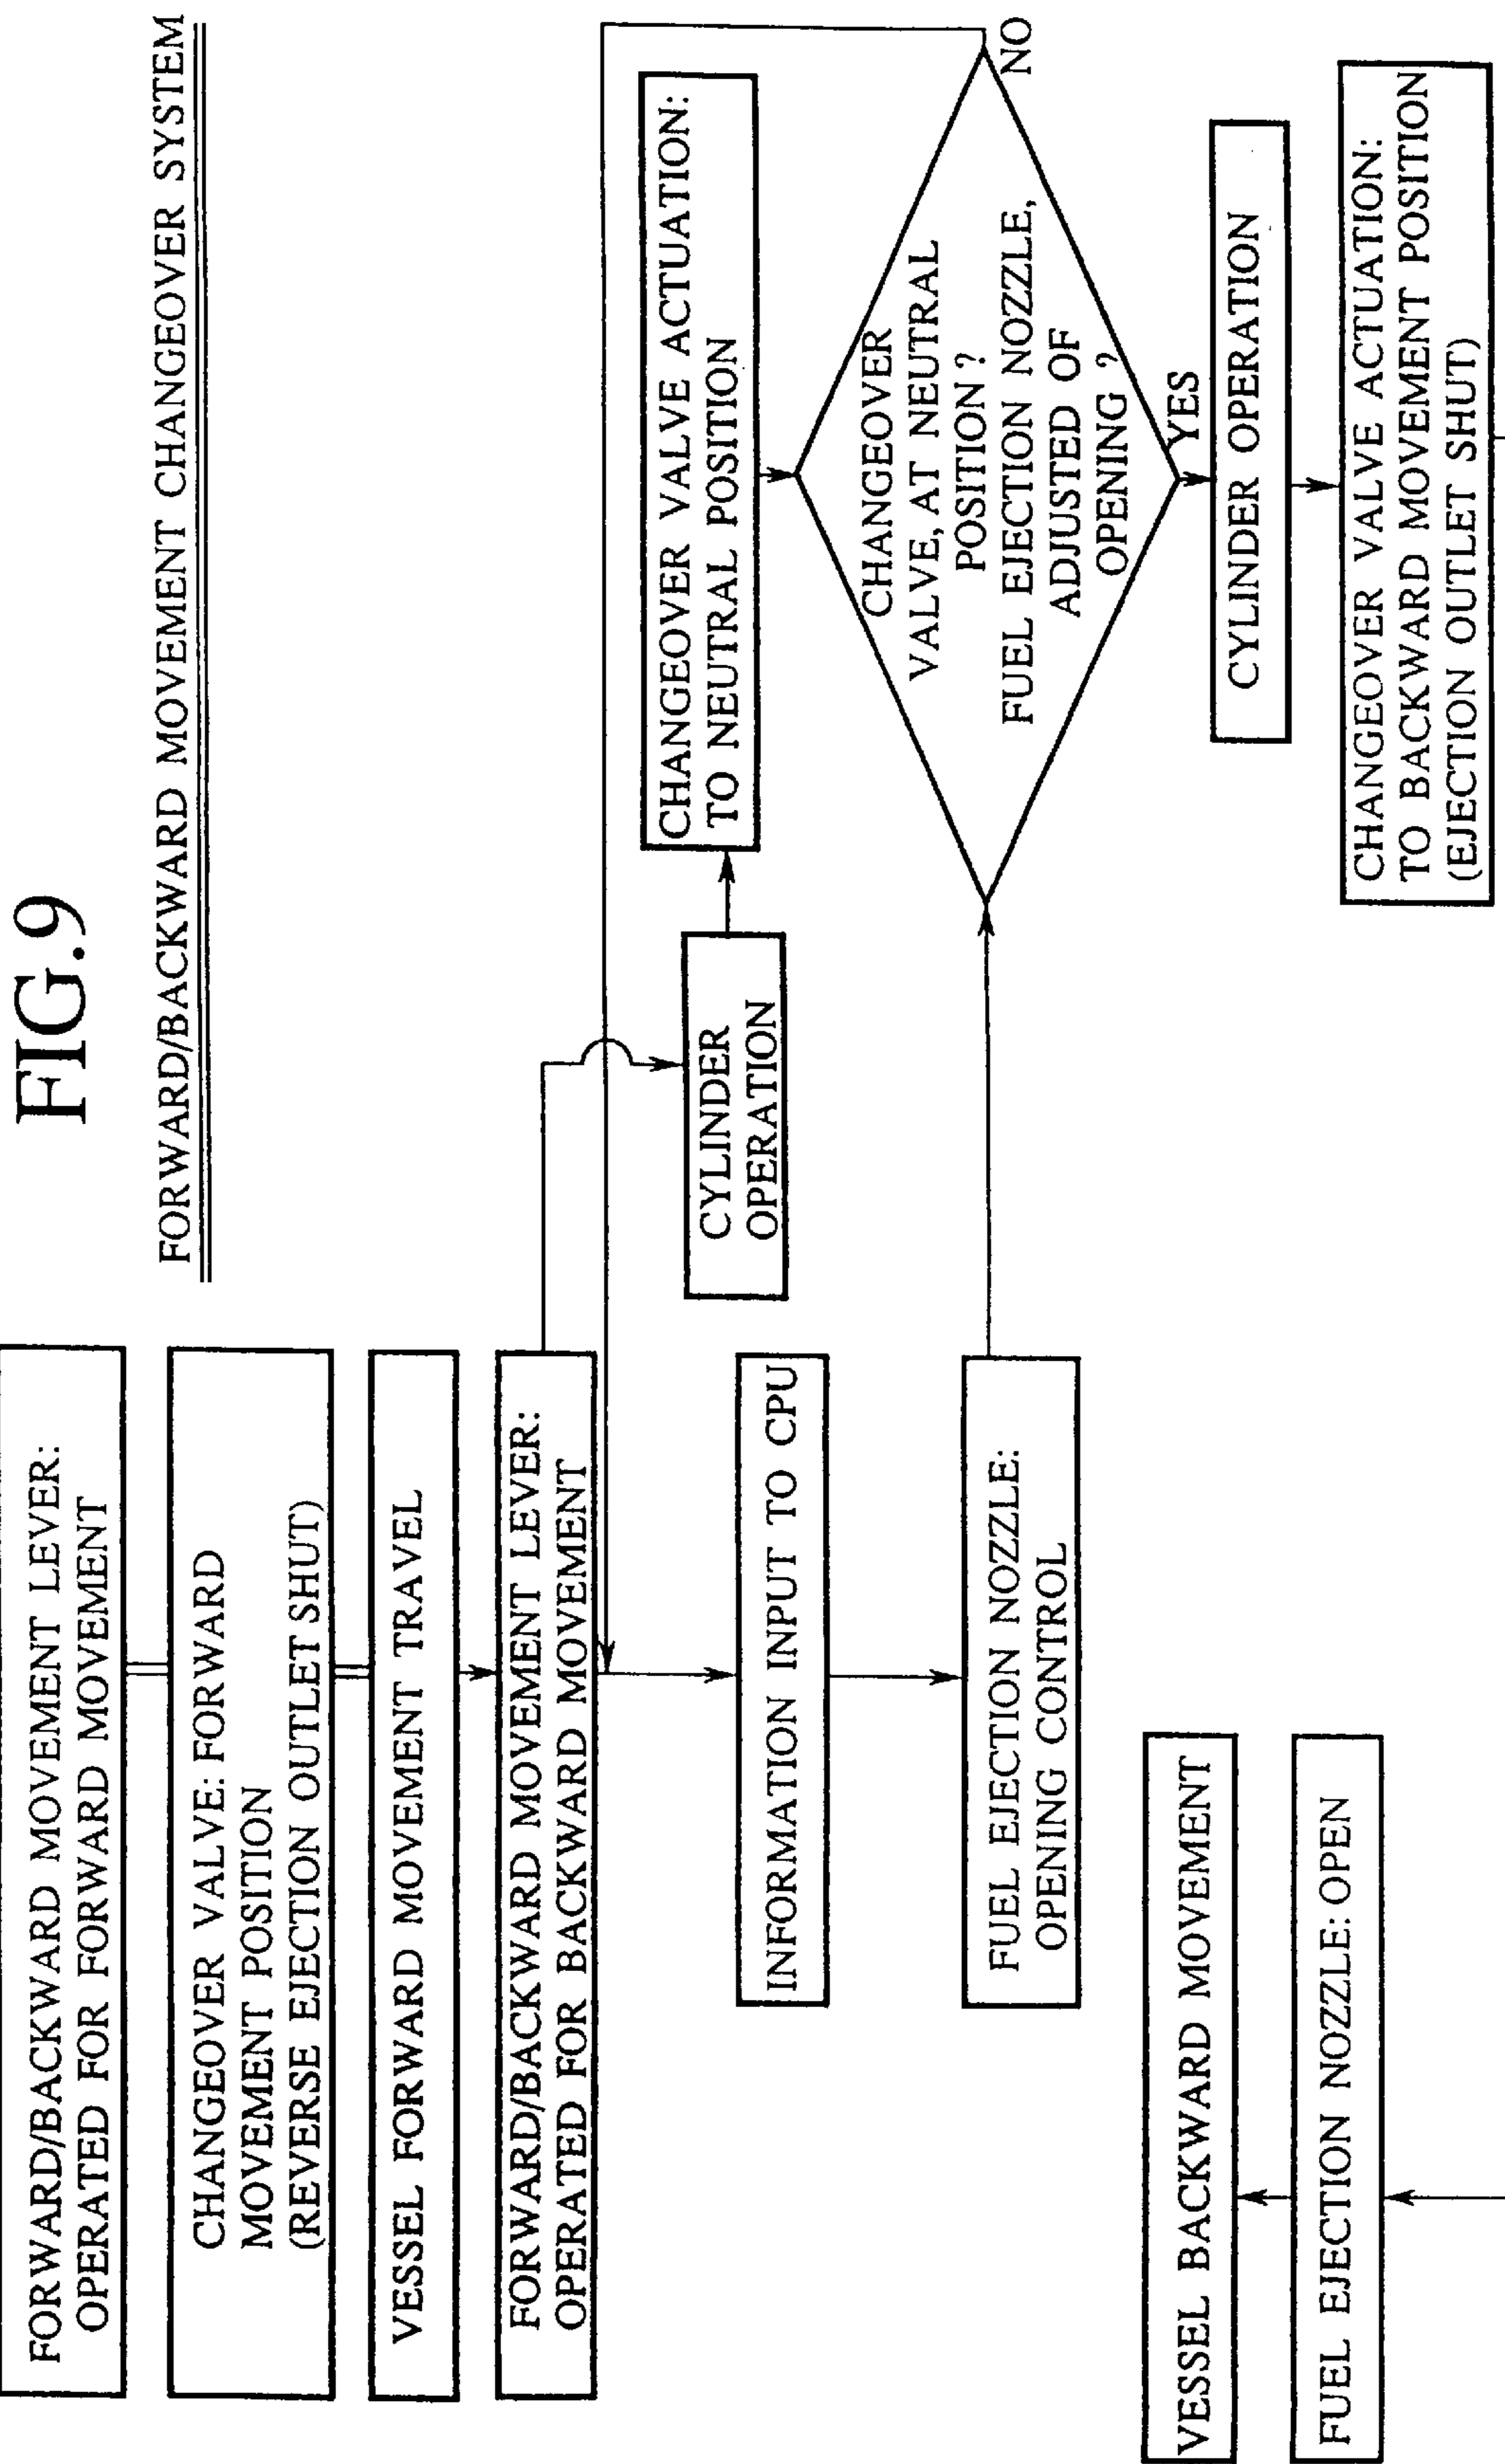 FIG.9
FORWARD/BACKWARD MOVEMENT CHANGEOVER SYSTEM
FORWARD/BACKWARD MOVEMENT LEVER:
OPERATED FOR FORWARD MOVEMENT
CHANGEOVER VALVE: FORWARD
MOVEMENT POSITION
(REVERSE EJECTION OUTLET SHUT)
VESSEL FORWARD MOVEMENT TRAVEL
FORWARD/BACKWARD MOVEMENT LEVER:
OPERATED FOR BACKWARD MOVEMENT
CYLINDER
OPERATION
CHANGEOVER VALVE ACTUATION:
TO NEUTRAL POSITION
INFORMATION INPUT TO CPU
FUEL EJECTION NOZZLE:
OPENING CONTROL
CHANGEOVER
VALVE, AT NEUTRAL
POSITION ?
FUEL EJECTION NOZZLE,
ADJUSTED OF
OPENING ?
NO
YES
CYLINDER OPERATION
CHANGEOVER VALVE ACTUATION:
TO BACKWARD MOVEMENT POSITION
(EJECTION OUTLET SHUT)
VESSEL BACKWARD MOVEMENT
FUEL EJECTION NOZZLE: OPEN